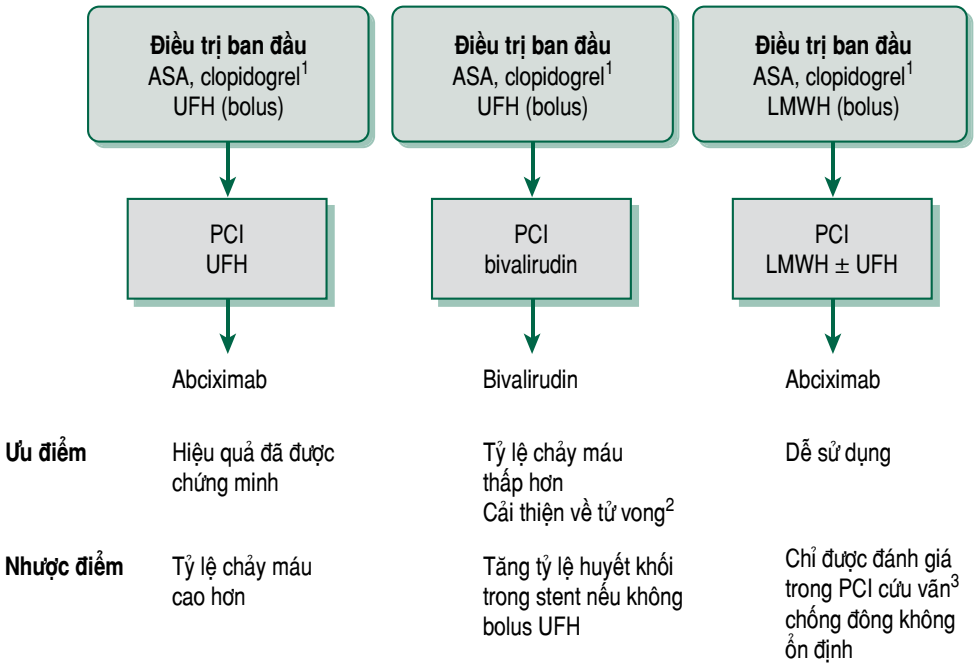 Điều trị ban đầu
ASA, clopidogrel¹
UFH (bolus)
Điều trị ban đầu
ASA, clopidogrel¹
UFH (bolus)
Điều trị ban đầu
ASA, clopidogrel¹
LMWH (bolus)
PCI
UFH
PCI
bivalirudin
PCI
LMWH ± UFH
Abciximab
Bivalirudin
Abciximab
Ưu điểm
Hiệu quả đã được
chứng minh
Tỷ lệ chảy máu
thấp hơn
Cải thiện về tử vong²
Dễ sử dụng
Nhược điểm
Tỷ lệ chảy máu
cao hơn
Tăng tỷ lệ huyết khối
trong stent nếu không
bolus UFH
Chỉ được đánh giá
trong PCI cứu vãn³
chống đông không
ổn định